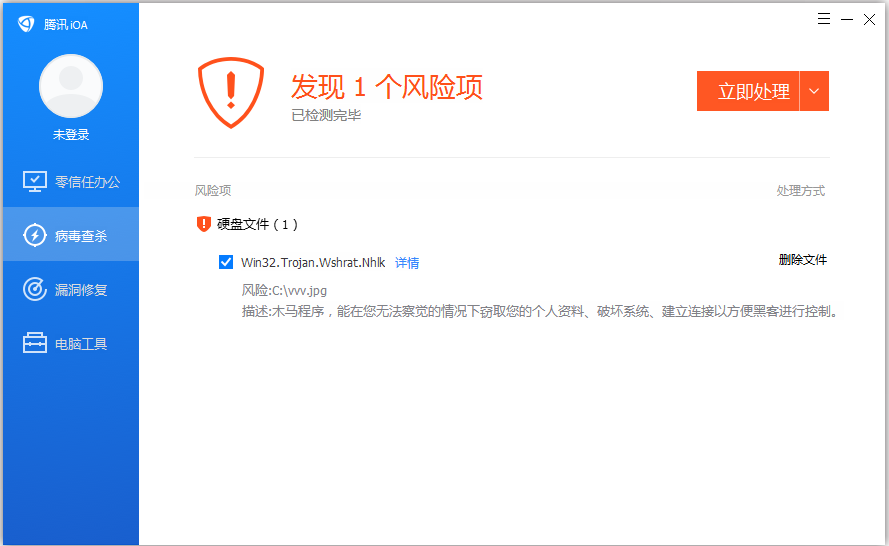 腾讯 iOA
未登录
零信任办公
病毒查杀
漏洞修复
电脑工具
发现 1 个风险项
已检测完毕
立即处理
风险项
处理方式
硬盘文件 ( 1 )
Win32.Trojan.Wshrat.Nhlk 详情
删除文件
风险:C:\vvv.jpg
描述:木马程序，能在您无法察觉的情况下窃取您的个人资料、破坏系统、建立连接以方便黑客进行控制。